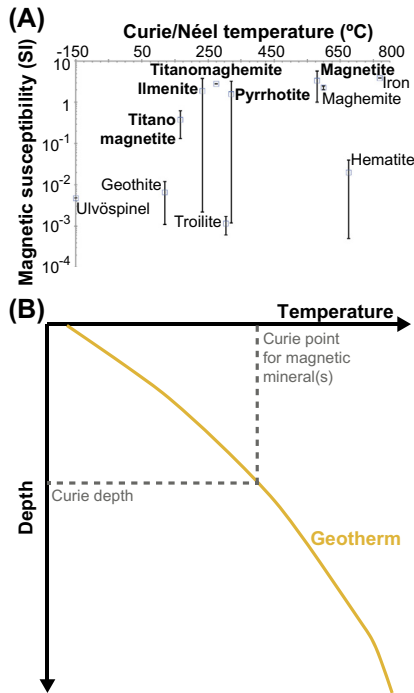 (A)
Curie/Néel temperature (ºC)
-150 50 250 300 600 800
Magnetic susceptibility (SI)
10
1
10⁻¹
10⁻²
10⁻³
10⁻⁴
Titanomaghemite
Magnetite
Ilmenite
Iron
Pyrrhotite
Maghemite
Titano
magnetite
Hematite
Geothite
Ulvöspinel
Troilite
(B)
Temperature
Curie point
for magnetic
mineral(s)
Curie depth
Depth
Geotherm